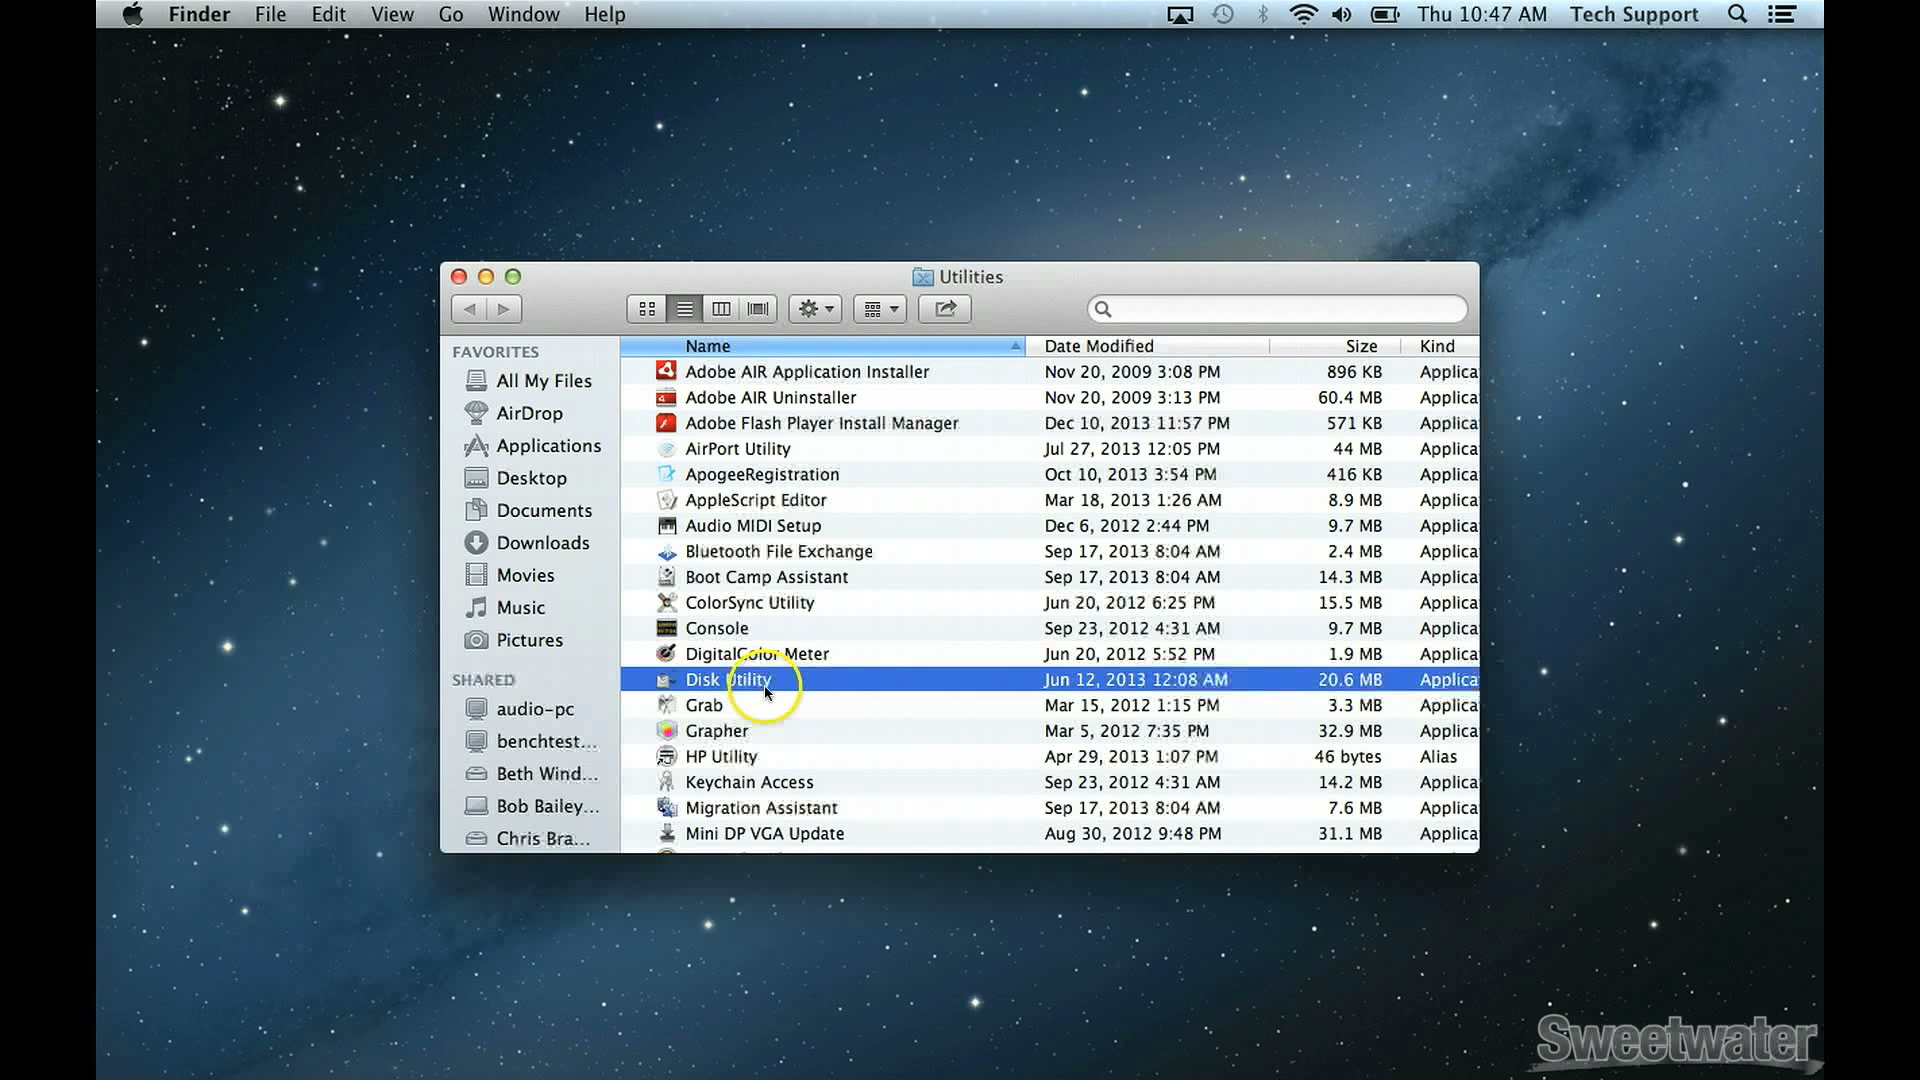 Finder File Edit View Go Window Help Thu 10:47 AM Tech Support
Utilities
FAVORITES
All My Files
AirDrop
Applications
Desktop
Documents
Downloads
Movies
Music
Pictures
SHARED
audio-pc
benchtest...
Beth Wind...
Bob Bailey...
Chris Bra...
Name Date Modified Size Kind
Adobe AIR Application Installer Nov 20, 2009 3:08 PM 896 KB Applica
Adobe AIR Uninstaller Nov 20, 2009 3:13 PM 60.4 MB Applica
Adobe Flash Player Install Manager Dec 10, 2013 11:57 PM 571 KB Applica
AirPort Utility Jul 27, 2013 12:05 PM 44 MB Applica
ApogeeRegistration Oct 10, 2013 3:54 PM 416 KB Applica
AppleScript Editor Mar 18, 2013 1:26 AM 8.9 MB Applica
Audio MIDI Setup Dec 6, 2012 2:44 PM 9.7 MB Applica
Bluetooth File Exchange Sep 17, 2013 8:04 AM 2.4 MB Applica
Boot Camp Assistant Sep 17, 2013 8:04 AM 14.3 MB Applica
ColorSync Utility Jun 20, 2012 6:25 PM 15.5 MB Applica
Console Sep 23, 2012 4:31 AM 9.7 MB Applica
DigitalColor Meter Jun 20, 2012 5:52 PM 1.9 MB Applica
Disk Utility Jun 12, 2013 12:08 AM 20.6 MB Applica
Grab Mar 15, 2012 1:15 PM 3.3 MB Applica
Grapher Mar 5, 2012 7:35 PM 32.9 MB Applica
HP Utility Apr 29, 2013 1:07 PM 46 bytes Alias
Keychain Access Sep 23, 2012 4:31 AM 14.2 MB Applica
Migration Assistant Sep 17, 2013 8:04 AM 7.6 MB Applica
Mini DP VGA Update Aug 30, 2012 9:48 PM 31.1 MB Applica
Sweetwater